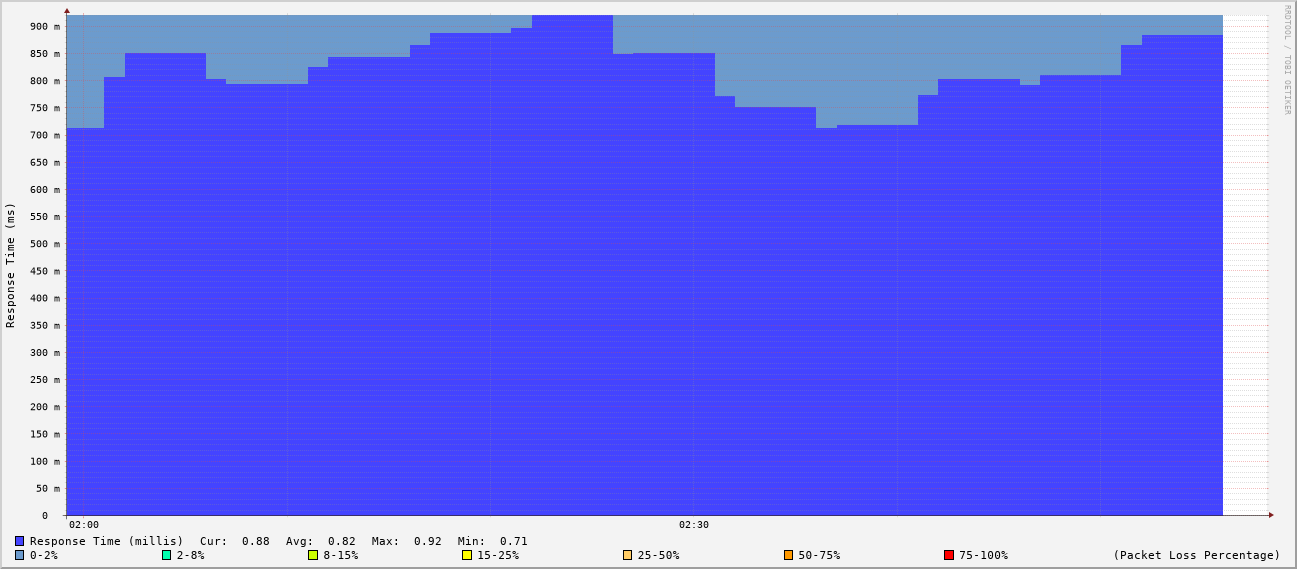 RRDTOOL / TOBI OETIKER
Response Time (ms)
900 m
850 m
800 m
750 m
700 m
650 m
600 m
550 m
500 m
450 m
400 m
350 m
300 m
250 m
200 m
150 m
100 m
50 m
0
02:00 02:30
Response Time (millis) Cur: 0.88 Avg: 0.82 Max: 0.92 Min: 0.71
0-2% 2-8% 8-15% 15-25% 25-50% 50-75% 75-100% (Packet Loss Percentage)